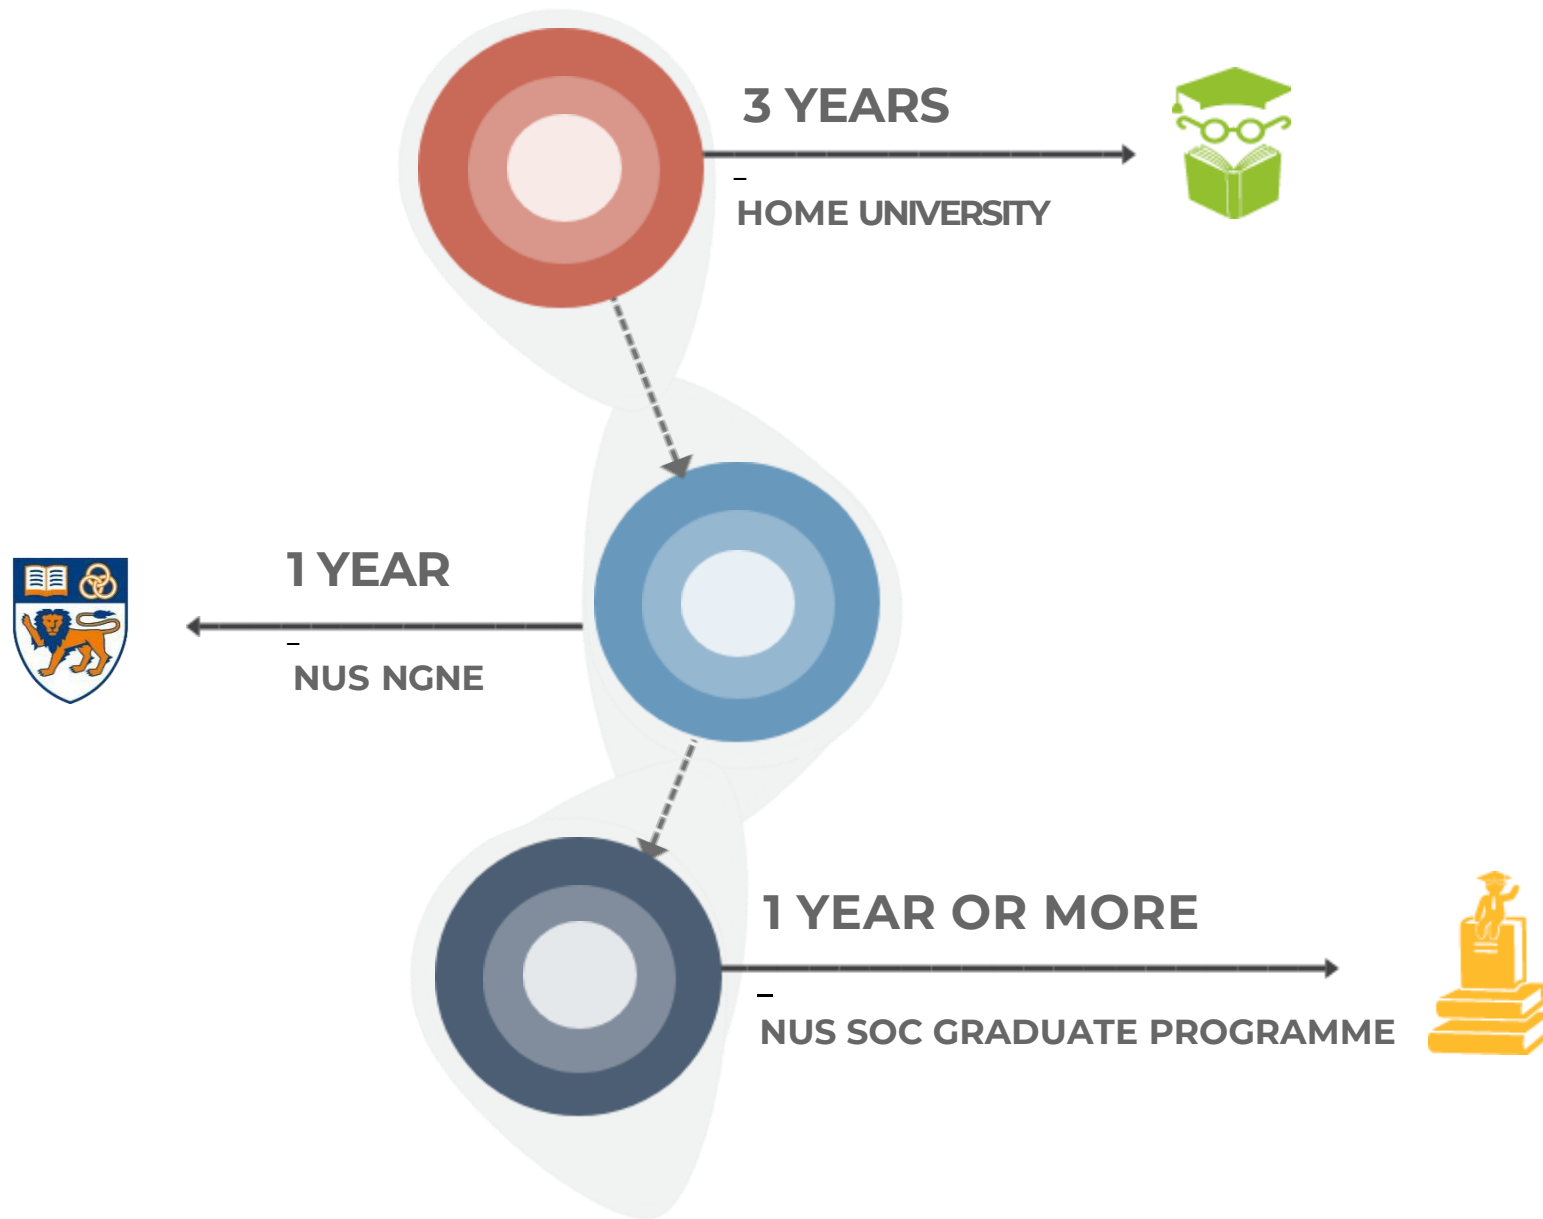 3 YEARS
HOME UNIVERSITY
1 YEAR
NUS NGNE
1 YEAR OR MORE
NUS SOC GRADUATE PROGRAMME